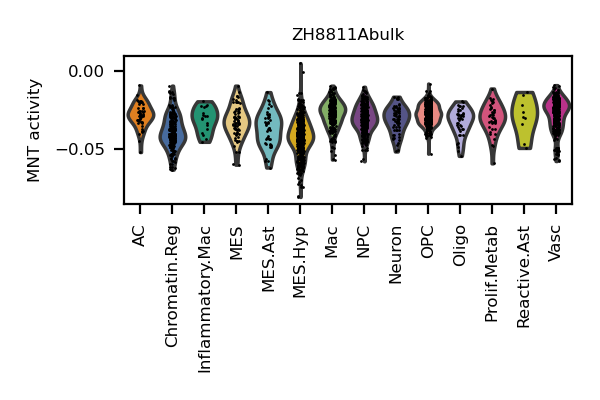 ZH8811Abulk
MNT activity
0.00
−0.05
AC
Chromatin.Reg
Inflammatory.Mac
MES
MES.Ast
MES.Hyp
Mac
NPC
Neuron
OPC
Oligo
Prolif.Metab
Reactive.Ast
Vasc